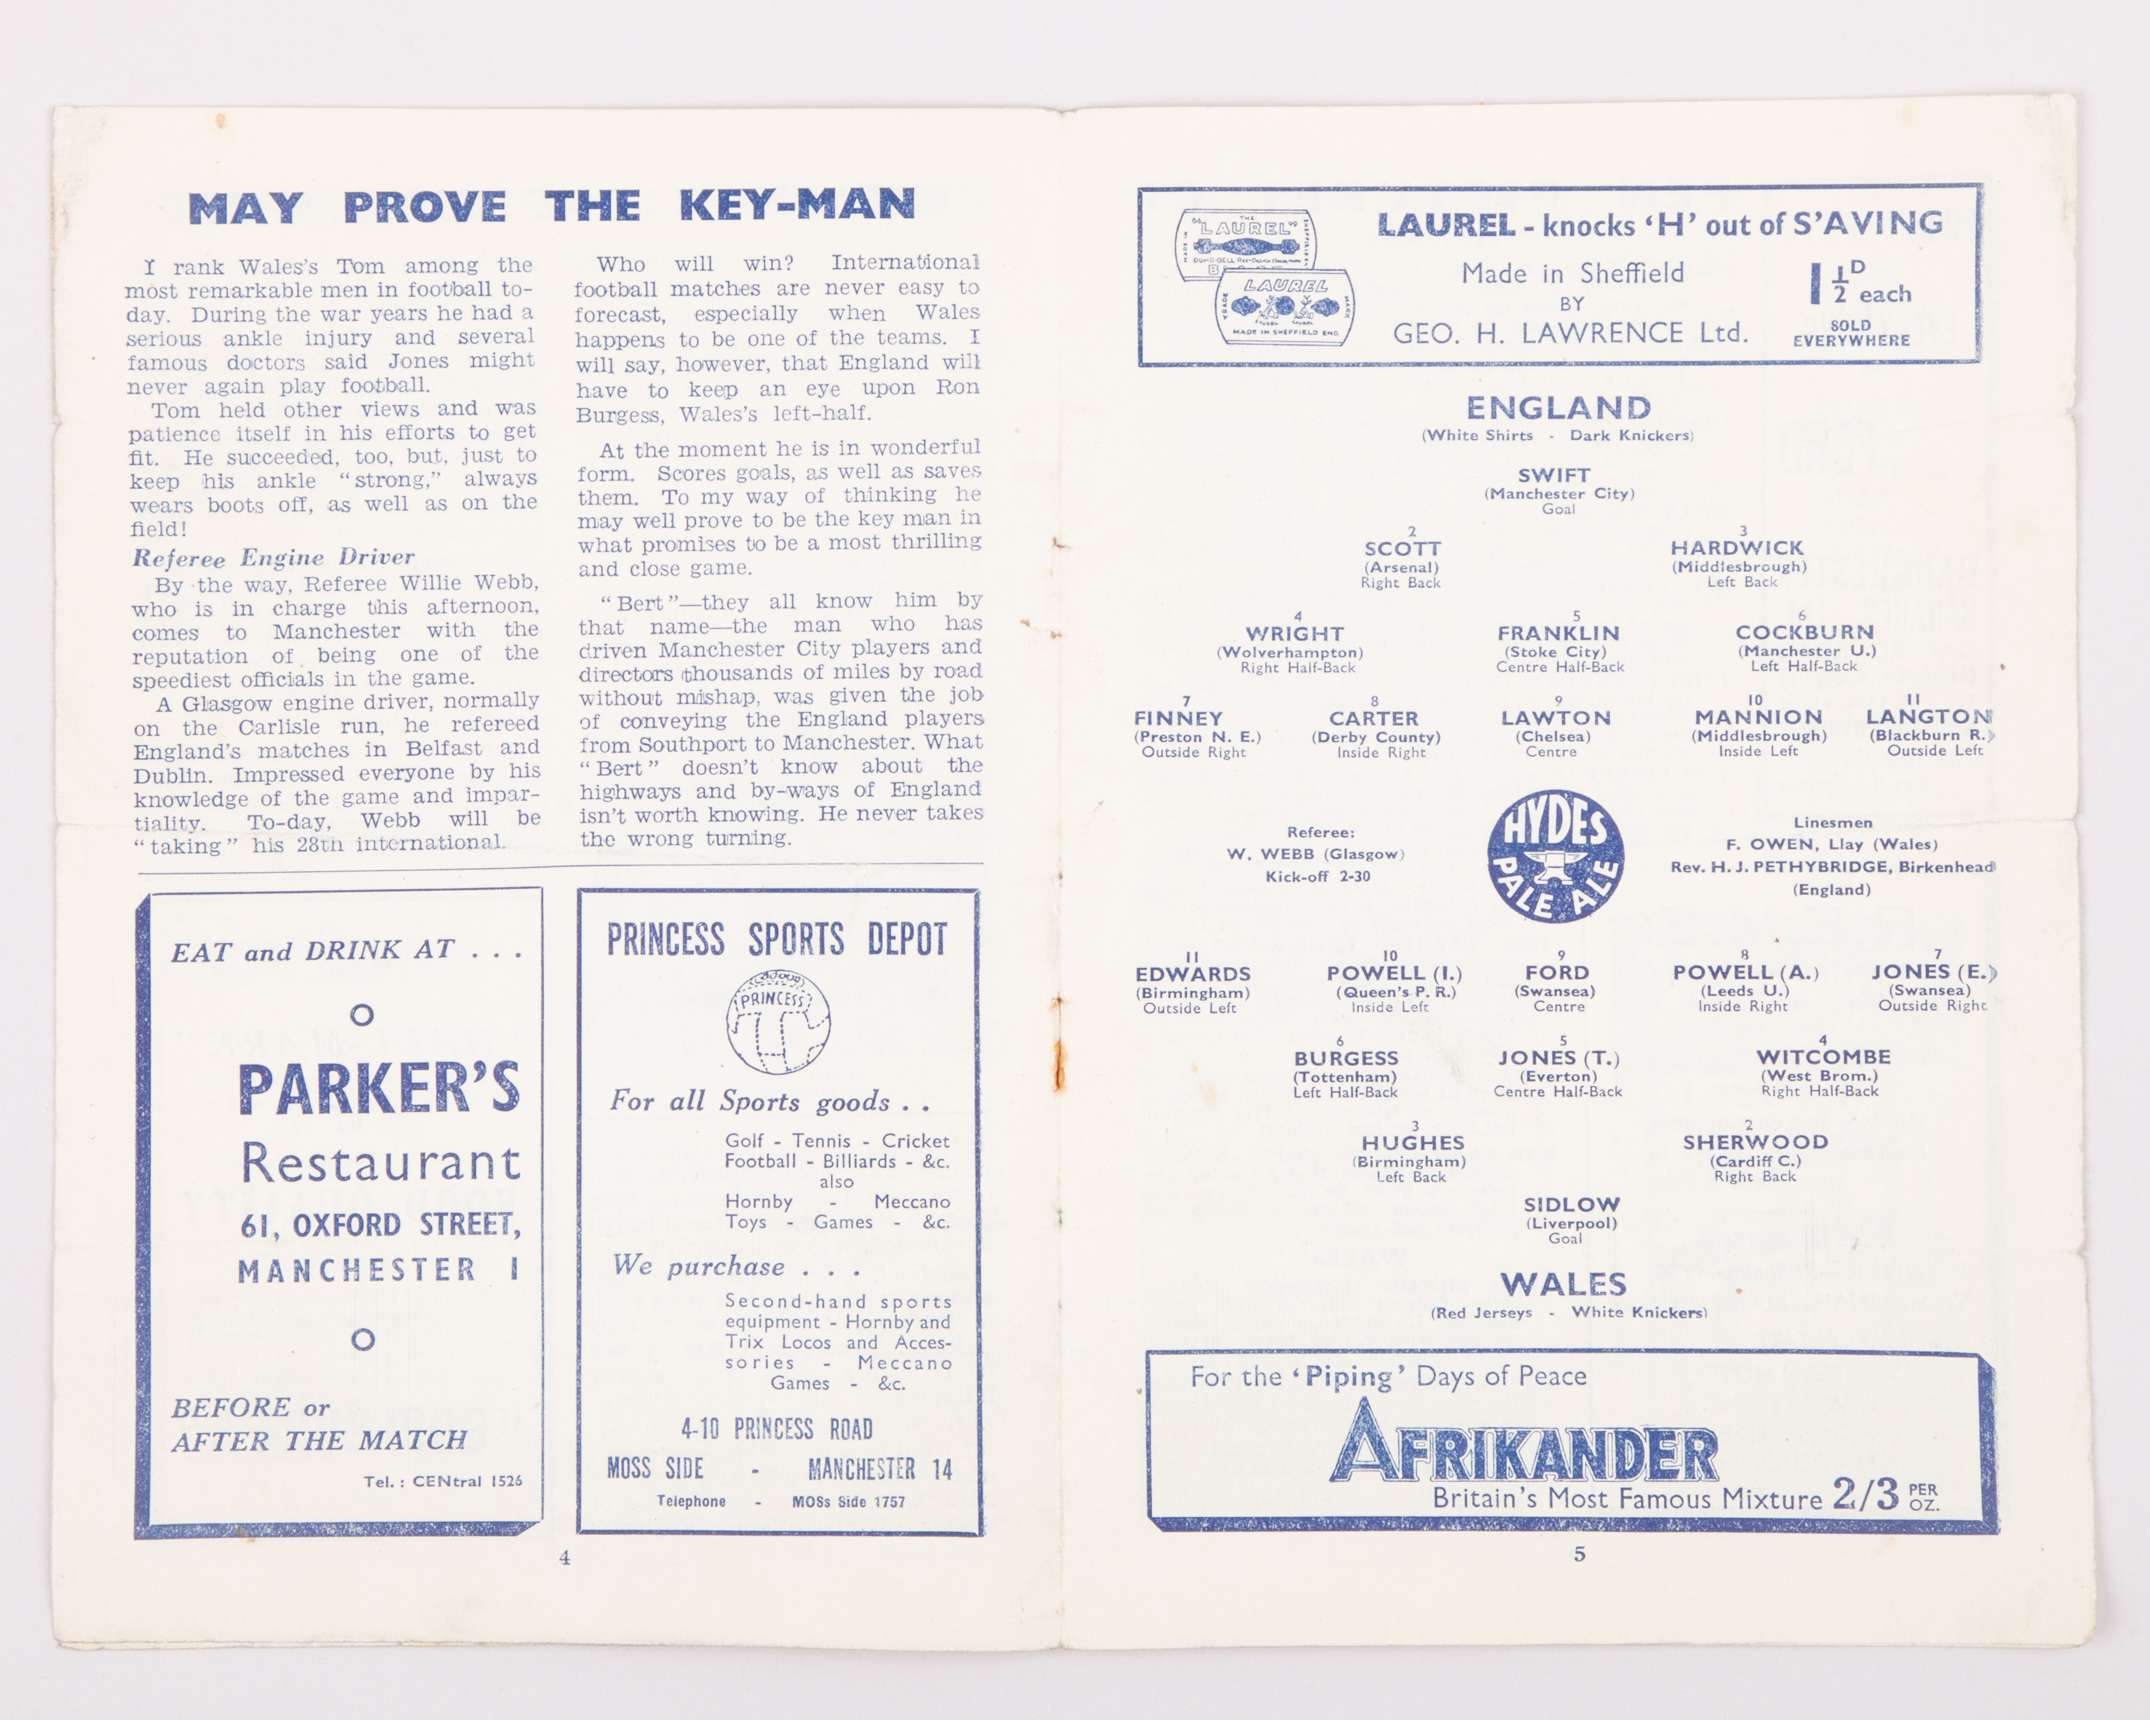 MAY PROVE THE KEY-MAN
I rank Wales's Tom among the
most remarkable men in football to-
day. During the war years he had a
serious ankle injury and several
famous doctors said Jones might
never again play football.
Tom held other views and was
patience itself in his efforts to get
fit. He succeeded, too, but, just to
keep his ankle "strong," always
wears boots off, as well as on the
field!
Referee Engine Driver
By the way, Referee Willie Webb,
who is in charge this afternoon,
comes to Manchester with the
reputation of being one of the
speediest officials in the game.
A Glasgow engine driver, normally
on the Carlisle run, he refereed
England's matches in Belfast and
Dublin. Impressed everyone by his
knowledge of the game and impar-
tiality. To-day, Webb will be
"taking" his 28th international.
Who will win? International
football matches are never easy to
forecast, especially when Wales
happens to be one of the teams. I
will say, however, that England will
have to keep an eye upon Ron
Burgess, Wales's left-half.
At the moment he is in wonderful
form. Scores goals, as well as saves
them. To my way of thinking he
may well prove to be the key man in
what promises to be a most thrilling
and close game.
"Bert"—they all know him by
that name—the man who has
driven Manchester City players and
directors thousands of miles by road
without mishap, was given the job
of conveying the England players
from Southport to Manchester. What
"Bert" doesn't know about the
highways and by-ways of England
isn't worth knowing. He never takes
the wrong turning.
EAT and DRINK AT . . .
PARKER'S
Restaurant
61, OXFORD STREET,
MANCHESTER 1
BEFORE or
AFTER THE MATCH
Tel. : CENtral 1526
PRINCESS SPORTS DEPOT
PRINCESS
For all Sports goods . .
Golf - Tennis - Cricket
Football - Billiards - &c.
also
Hornby - Meccano
Toys - Games - &c.
We purchase . . .
Second-hand sports
equipment - Hornby and
Trix Locos and Acces-
sories - Meccano
Games - &c.
4-10 PRINCESS ROAD
MOSS SIDE - MANCHESTER 14
Telephone - MOSs Side 1757
4
THE
"LAUREL"
LAUREL
TRADE MARK
MADE IN SHEFFIELD ENG.
LAUREL - knocks 'H' out of S'AVING
Made in Sheffield
BY
GEO. H. LAWRENCE Ltd.
1½D each
SOLD
EVERYWHERE
ENGLAND
(White Shirts - Dark Knickers)
SWIFT
(Manchester City)
Goal
2 3
SCOTT HARDWICK
(Arsenal) (Middlesbrough)
Right Back Left Back
4 5 6
WRIGHT FRANKLIN COCKBURN
(Wolverhampton) (Stoke City) (Manchester U.)
Right Half-Back Centre Half-Back Left Half-Back
7 8 9 10 11
FINNEY CARTER LAWTON MANNION LANGTON
(Preston N. E.) (Derby County) (Chelsea) (Middlesbrough) (Blackburn R.)
Outside Right Inside Right Centre Inside Left Outside Left
Referee:
W. WEBB (Glasgow)
Kick-off 2-30
HYDES
PALE ALE
Linesmen
F. OWEN, Llay (Wales)
Rev. H. J. PETHYBRIDGE, Birkenhead
(England)
11 10 9 8 7
EDWARDS POWELL (I.) FORD POWELL (A.) JONES (E.)
(Birmingham) (Queen's P. R.) (Swansea) (Leeds U.) (Swansea)
Outside Left Inside Left Centre Inside Right Outside Right
6 5 4
BURGESS JONES (T.) WITCOMBE
(Tottenham) (Everton) (West Brom.)
Left Half-Back Centre Half-Back Right Half-Back
3 2
HUGHES SHERWOOD
(Birmingham) (Cardiff C.)
Left Back Right Back
SIDLOW
(Liverpool)
Goal
WALES
(Red Jerseys - White Knickers)
For the 'Piping' Days of Peace
AFRIKANDER
Britain's Most Famous Mixture 2/3 PER OZ.
5